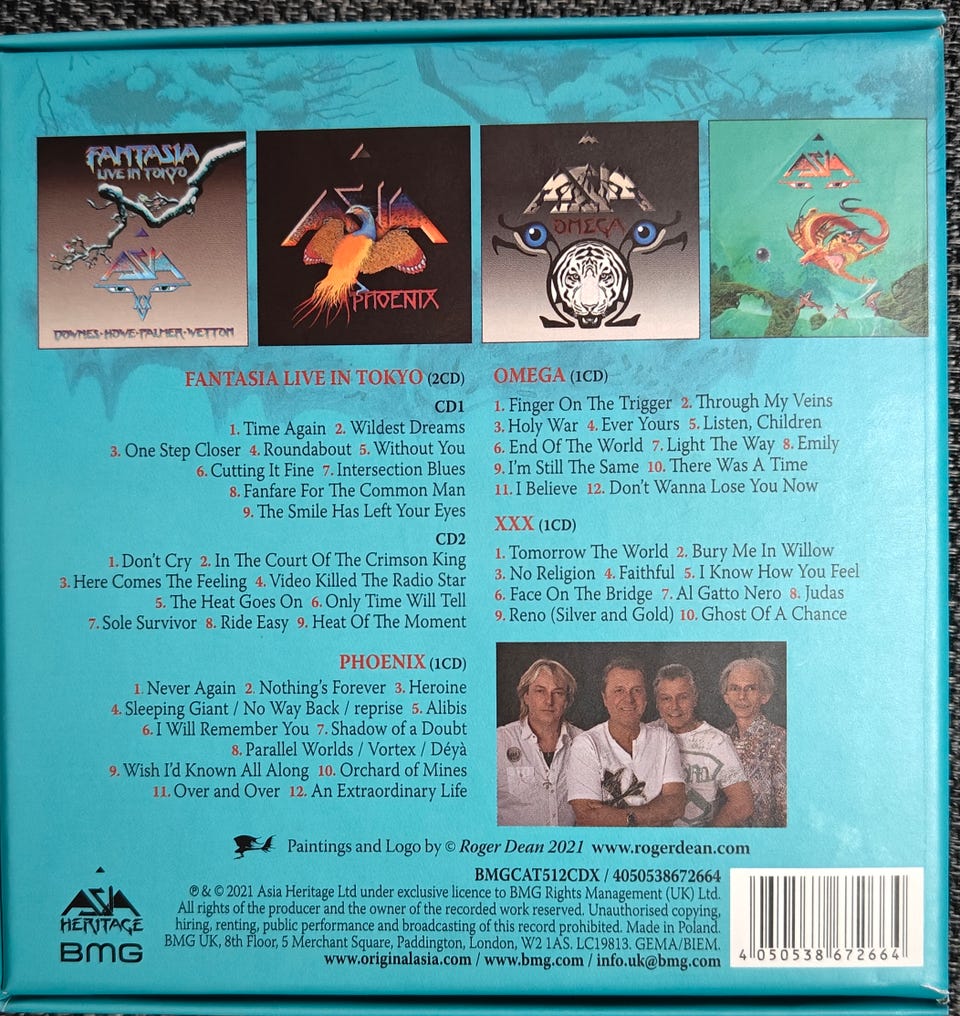 FANTASIA
LIVE IN TOKYO
ASIA
XX
DOWNES•HOWE•PALMER•WETTON
ASIA
PHOENIX
ASIA
OMEGA
ASIA
FANTASIA LIVE IN TOKYO (2CD)
CD1
1. Time Again 2. Wildest Dreams
3. One Step Closer 4. Roundabout 5. Without You
6. Cutting It Fine 7. Intersection Blues
8. Fanfare For The Common Man
9. The Smile Has Left Your Eyes
CD2
1. Don't Cry 2. In The Court Of The Crimson King
3. Here Comes The Feeling 4. Video Killed The Radio Star
5. The Heat Goes On 6. Only Time Will Tell
7. Sole Survivor 8. Ride Easy 9. Heat Of The Moment
PHOENIX (1CD)
1. Never Again 2. Nothing's Forever 3. Heroine
4. Sleeping Giant / No Way Back / reprise 5. Alibis
6. I Will Remember You 7. Shadow of a Doubt
8. Parallel Worlds / Vortex / Déyà
9. Wish I'd Known All Along 10. Orchard of Mines
11. Over and Over 12. An Extraordinary Life
OMEGA (1CD)
1. Finger On The Trigger 2. Through My Veins
3. Holy War 4. Ever Yours 5. Listen, Children
6. End Of The World 7. Light The Way 8. Emily
9. I'm Still The Same 10. There Was A Time
11. I Believe 12. Don't Wanna Lose You Now
XXX (1CD)
1. Tomorrow The World 2. Bury Me In Willow
3. No Religion 4. Faithful 5. I Know How You Feel
6. Face On The Bridge 7. Al Gatto Nero 8. Judas
9. Reno (Silver and Gold) 10. Ghost Of A Chance
Paintings and Logo by © Roger Dean 2021 www.rogerdean.com
ASIA
HERITAGE
BMG
BMGCAT512CDX / 4050538672664
℗ & © 2021 Asia Heritage Ltd under exclusive licence to BMG Rights Management (UK) Ltd.
All rights of the producer and the owner of the recorded work reserved. Unauthorised copying,
hiring, renting, public performance and broadcasting of this record prohibited. Made in Poland.
BMG UK, 8th Floor, 5 Merchant Square, Paddington, London, W2 1AS. LC19813. GEMA/BIEM.
www.originalasia.com / www.bmg.com / info.uk@bmg.com
4 050538 672664